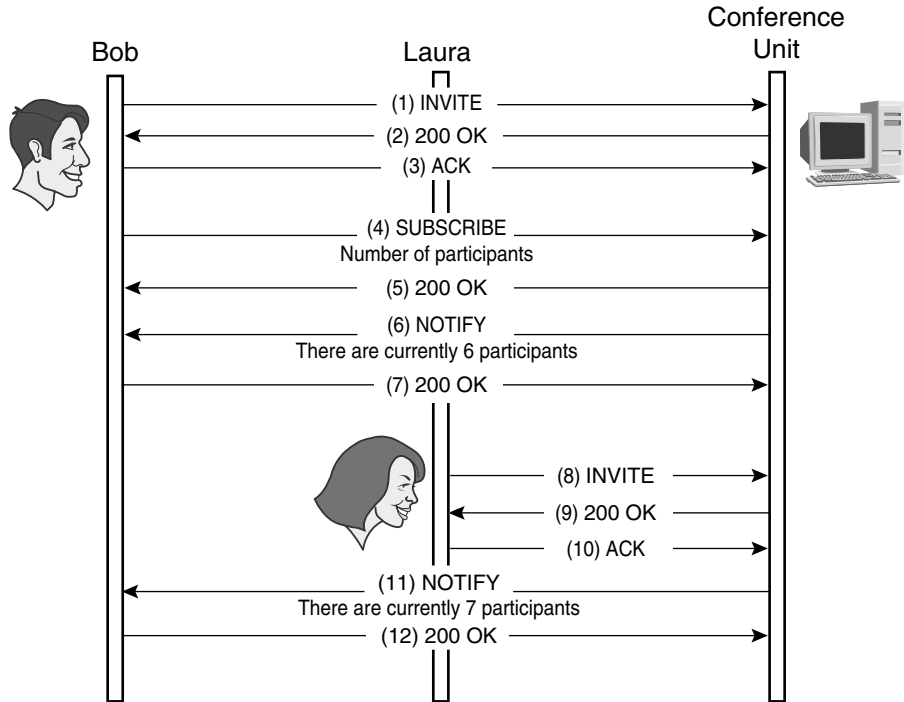 Bob
Laura
Conference
Unit
(1) INVITE
(2) 200 OK
(3) ACK
(4) SUBSCRIBE
Number of participants
(5) 200 OK
(6) NOTIFY
There are currently 6 participants
(7) 200 OK
(8) INVITE
(9) 200 OK
(10) ACK
(11) NOTIFY
There are currently 7 participants
(12) 200 OK